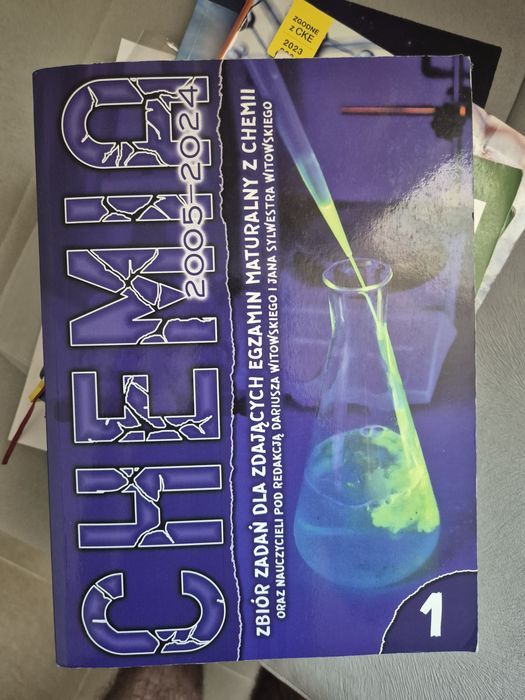 CHEMIA
2005–2024
ZBIÓR ZADAŃ DLA ZDAJĄCYCH EGZAMIN MATURALNY Z CHEMII
ORAZ NAUCZYCIELI POD REDAKCJĄ DARIUSZA WITOWSKIEGO I JANA SYLWESTRA WITOWSKIEGO
1
ZGODNE
z CKE
2023